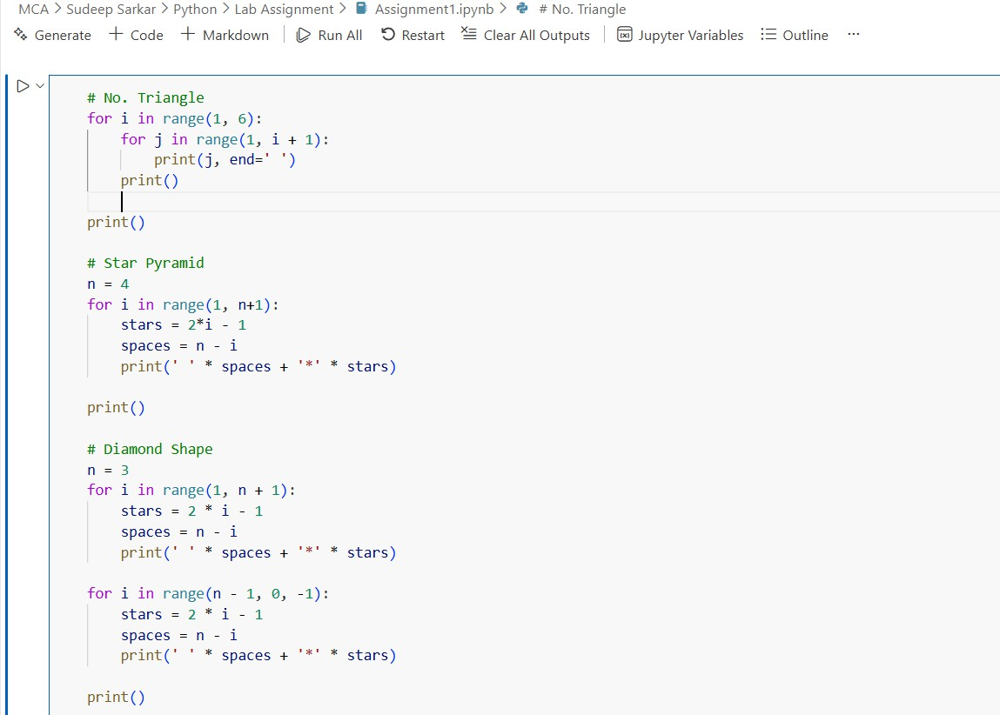 MCA > Sudeep Sarkar > Python > Lab Assignment > Assignment1.ipynb > # No. Triangle
Generate + Code + Markdown Run All Restart Clear All Outputs Jupyter Variables Outline ...
# No. Triangle
for i in range(1, 6):
    for j in range(1, i + 1):
        print(j, end=' ')
    print()
print()
# Star Pyramid
n = 4
for i in range(1, n+1):
    stars = 2*i - 1
    spaces = n - i
    print(' ' * spaces + '*' * stars)
print()
# Diamond Shape
n = 3
for i in range(1, n + 1):
    stars = 2 * i - 1
    spaces = n - i
    print(' ' * spaces + '*' * stars)
for i in range(n - 1, 0, -1):
    stars = 2 * i - 1
    spaces = n - i
    print(' ' * spaces + '*' * stars)
print()